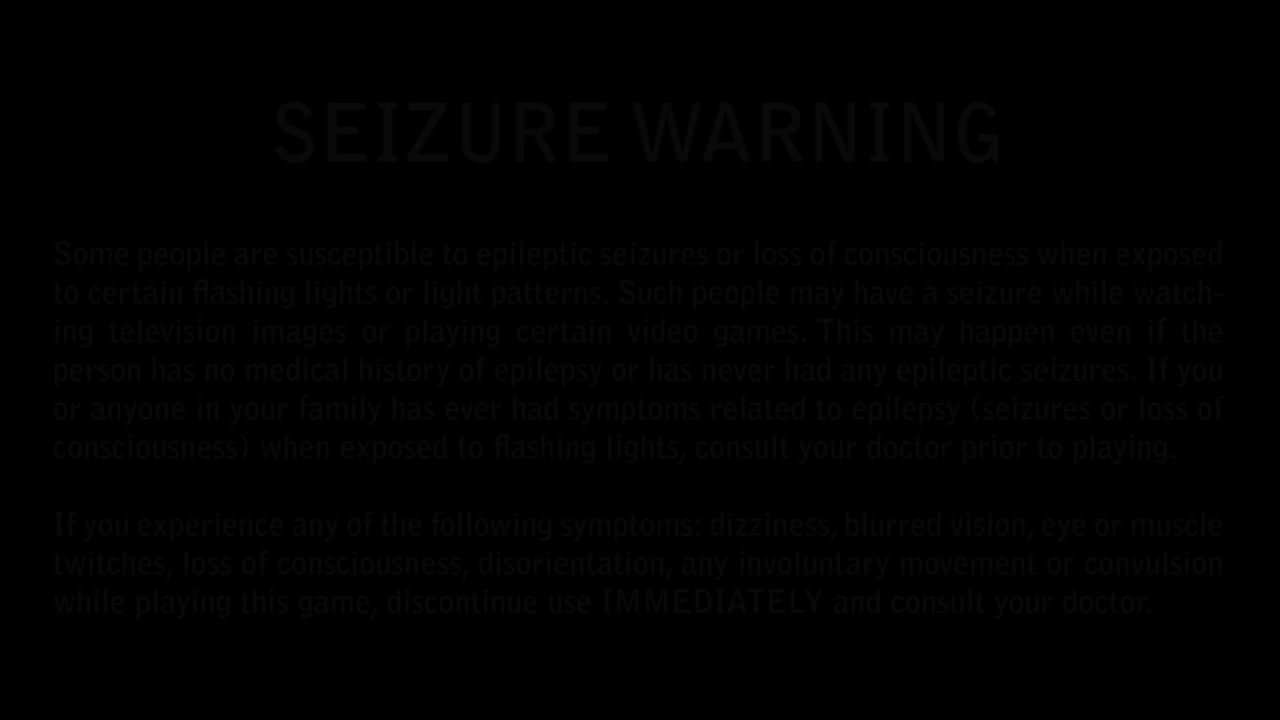 SEIZURE WARNING
Some people are susceptible to epileptic seizures or loss of consciousness when exposed
to certain flashing lights or light patterns. Such people may have a seizure while watch-
ing television images or playing certain video games. This may happen even if the
person has no medical history of epilepsy or has never had any epileptic seizures. If you
or anyone in your family has ever had symptoms related to epilepsy (seizures or loss of
consciousness) when exposed to flashing lights, consult your doctor prior to playing.
If you experience any of the following symptoms: dizziness, blurred vision, eye or muscle
twitches, loss of consciousness, disorientation, any involuntary movement or convulsion
while playing this game, discontinue use IMMEDIATELY and consult your doctor.